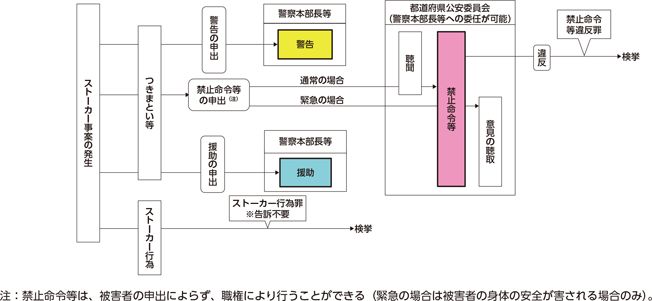 ストーカー事案の発生
つきまとい等
警告の申出
警察本部長等
警告
禁止命令等
の申出（注）
通常の場合
緊急の場合
都道府県公安委員会
（警察本部長等への委任が可能）
聴聞
禁止命令等
意見の聴取
違反
禁止命令
等違反罪
検挙
援助の申出
警察本部長等
援助
ストーカー行為
ストーカー行為罪
※告訴不要
検挙
注：禁止命令等は、被害者の申出によらず、職権により行うことができる（緊急の場合は被害者の身体の安全が害される場合のみ）。